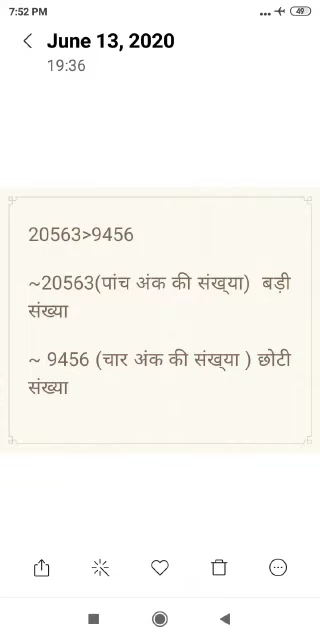 7:52 PM
49
June 13, 2020
19:36
20563>9456
~20563(पांच अंक की संख्या) बड़ी
संख्या
~ 9456 (चार अंक की संख्या ) छोटी
संख्या